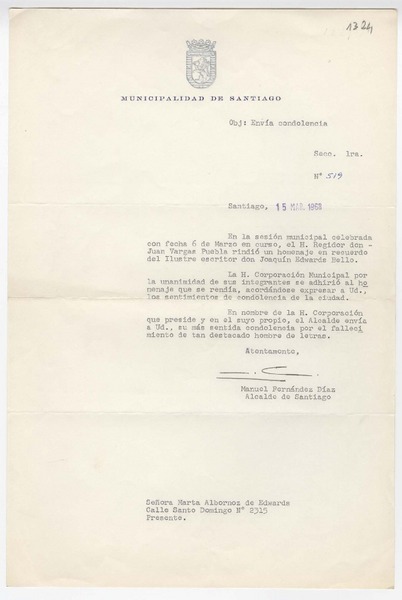 1324
MUNICIPALIDAD DE SANTIAGO
Obj: Envía condolencia
Secc. 1ra.
N° 519
Santiago, 15 MAR. 1968
En la sesión municipal celebrada
con fecha 6 de Marzo en curso, el H. Regidor don -
Juan Vargas Puebla rindió un homenaje en recuerdo
del Ilustre escritor don Joaquín Edwards Bello.
La H. Corporación Municipal por
la unanimidad de sus integrantes se adhirió al ho
menaje que se rendía, acordándose expresar a Ud.,
los sentimientos de condolencia de la ciudad.
En nombre de la H. Corporación
que preside y en el suyo propio, el Alcalde envía
a Ud., su más sentida condolencia por el falleci
miento de tan destacado hombre de letras.
Atentamente,
Manuel Fernández Díaz
Alcalde de Santiago
Señora Marta Albornoz de Edwards
Calle Santo Domingo N° 2315
Presente.